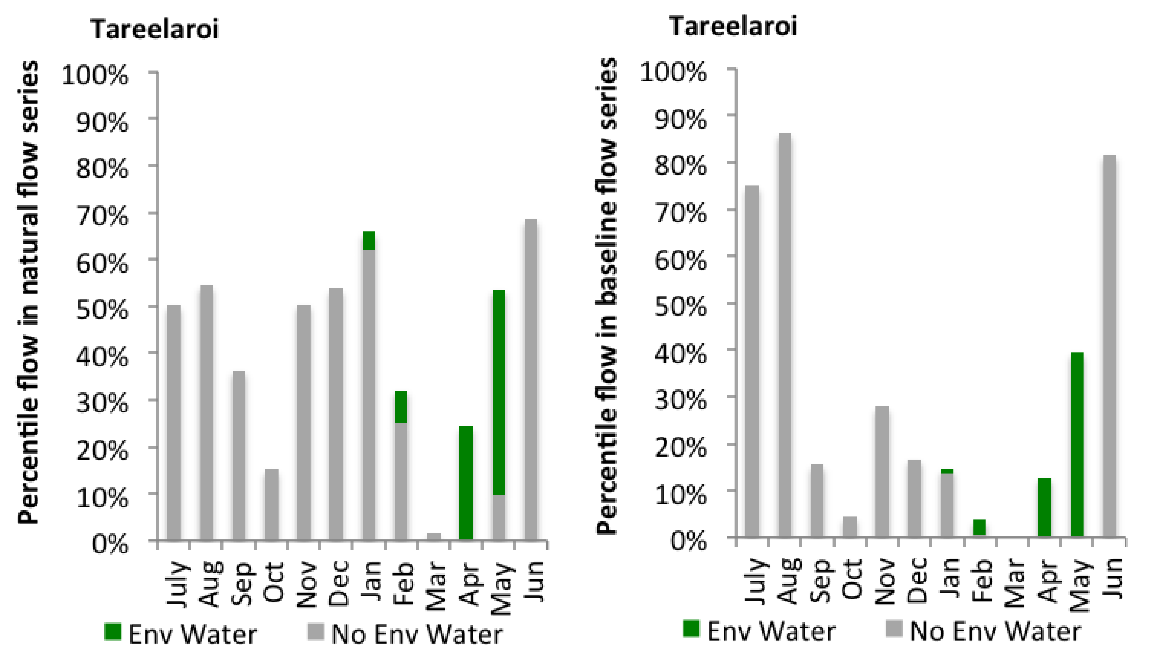 Tareelaroi
Percentile flow in natural flow series
100%
90%
80%
70%
60%
50%
40%
30%
20%
10%
0%
July Aug Sep Oct Nov Dec Jan Feb Mar Apr May Jun
Env Water No Env Water
Tareelaroi
Percentile flow in baseline flow series
100%
90%
80%
70%
60%
50%
40%
30%
20%
10%
0%
July Aug Sep Oct Nov Dec Jan Feb Mar Apr May Jun
Env Water No Env Water